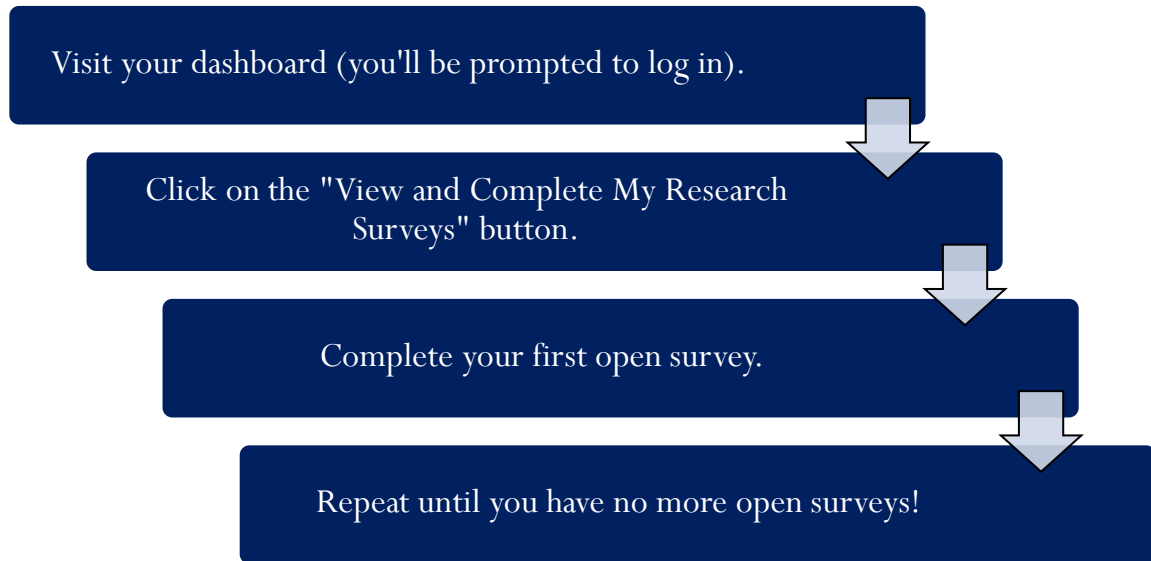 Visit your dashboard (you'll be prompted to log in).
Click on the "View and Complete My Research
Surveys" button.
Complete your first open survey.
Repeat until you have no more open surveys!